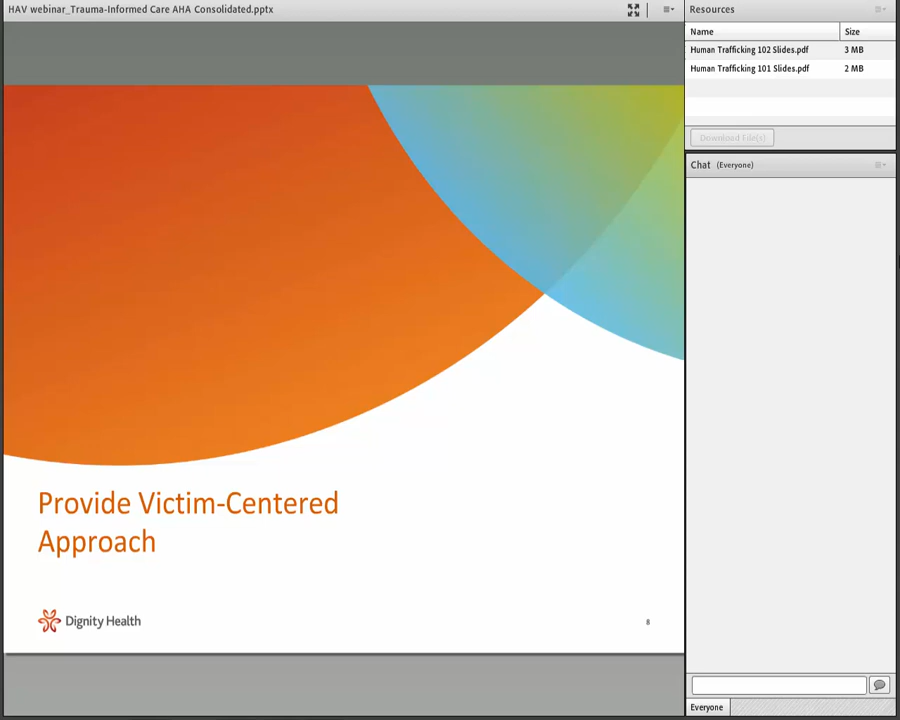 HAV webinar_Trauma-Informed Care AHA Consolidated.pptx
Resources
Name Size
Human Trafficking 102 Slides.pdf 3 MB
Human Trafficking 101 Slides.pdf 2 MB
Download File(s)
Chat (Everyone)
Provide Victim-Centered
Approach
Dignity Health
8
Everyone